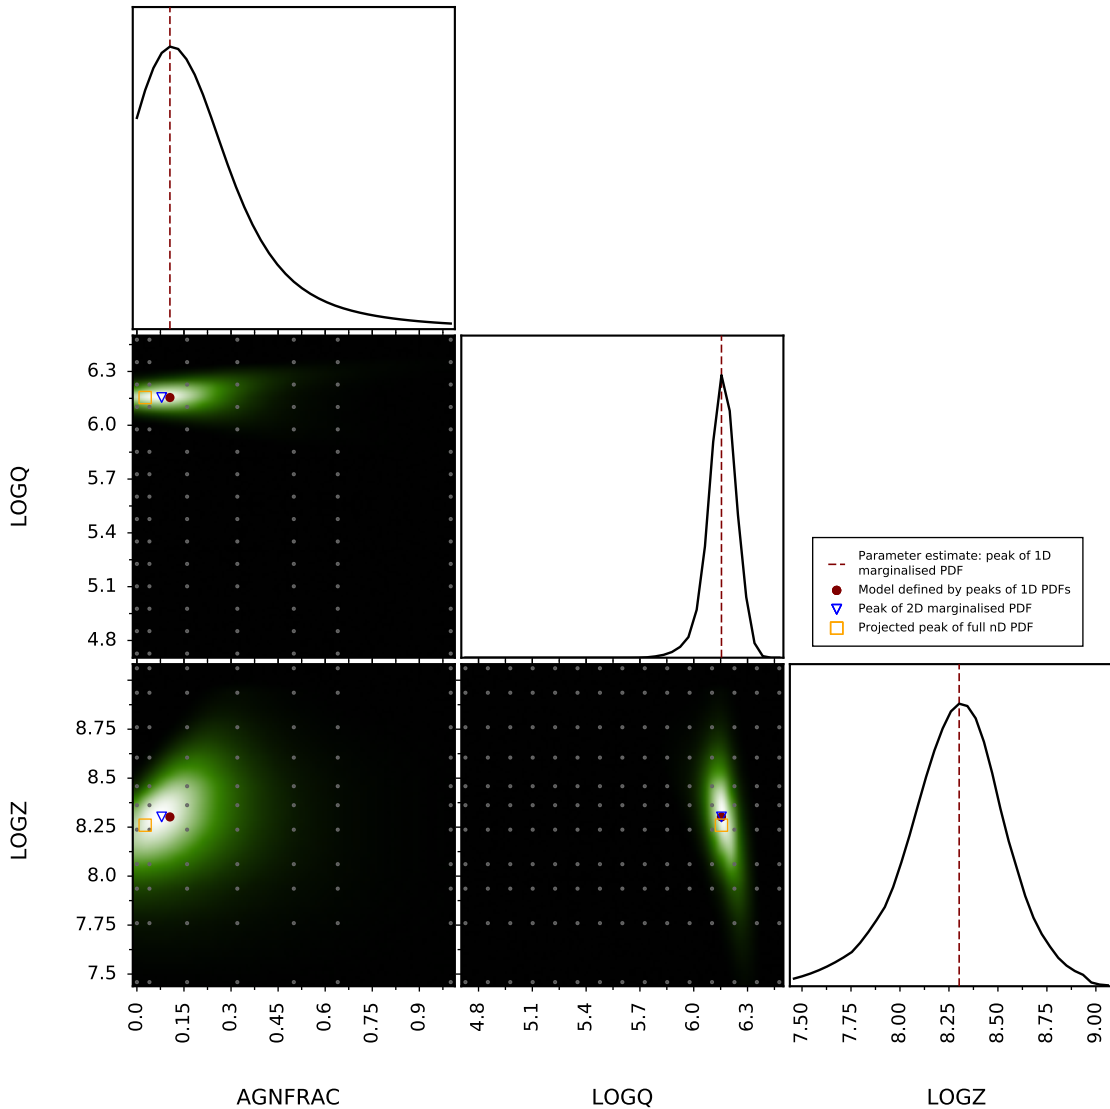 LOGQ
6.3
6.0
5.7
5.4
5.1
4.8
Parameter estimate: peak of 1D
marginalised PDF
Model defined by peaks of 1D PDFs
Peak of 2D marginalised PDF
Projected peak of full nD PDF
LOGZ
8.75
8.5
8.25
8.0
7.75
7.5
0.0 0.15 0.3 0.45 0.6 0.75 0.9
4.8 5.1 5.4 5.7 6.0 6.3
7.50 7.75 8.00 8.25 8.50 8.75 9.00
AGNFRAC
LOGQ
LOGZ